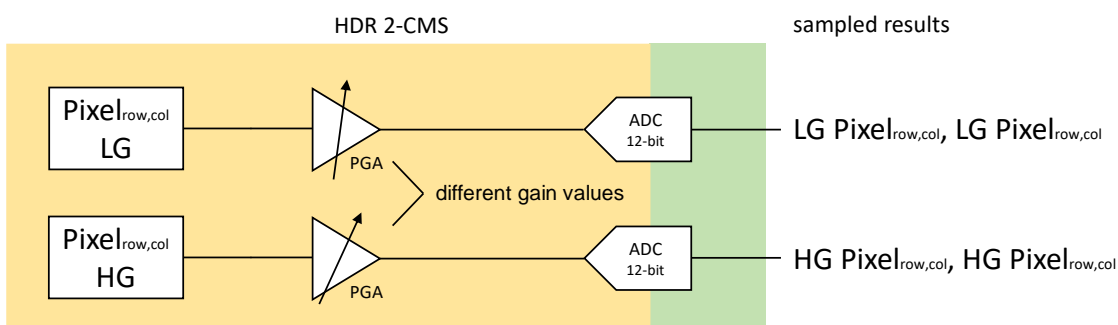 HDR 2-CMS
sampled results
Pixelrow,col
LG
PGA
ADC
12-bit
LG Pixelrow,col, LG Pixelrow,col
different gain values
Pixelrow,col
HG
PGA
ADC
12-bit
HG Pixelrow,col, HG Pixelrow,col